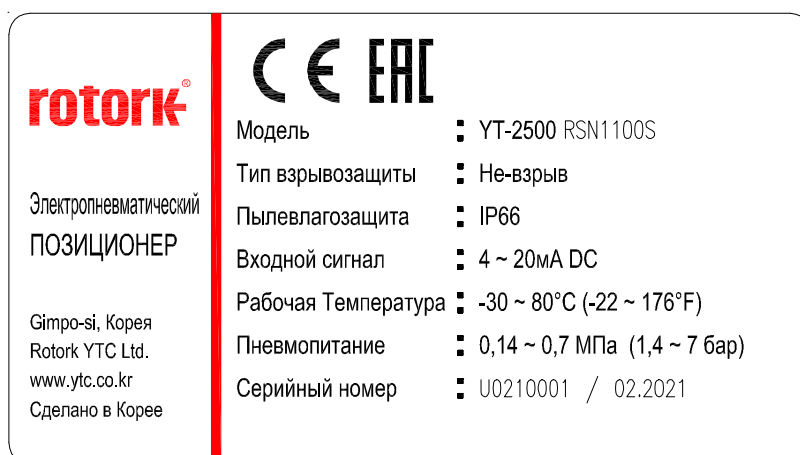 rotork®
Электропневматический
ПОЗИЦИОНЕР
Gimpo-si, Корея
Rotork YTC Ltd.
www.ytc.co.kr
Сделано в Корее
CE EAC
Модель : YT-2500 RSN1100S
Тип взрывозащиты : Не-взрыв
Пылевлагозащита : IP66
Входной сигнал : 4 ~ 20мА DC
Рабочая Температура : -30 ~ 80°C (-22 ~ 176°F)
Пневмопитание : 0,14 ~ 0,7 МПа (1,4 ~ 7 бар)
Серийный номер : U0210001 / 02.2021